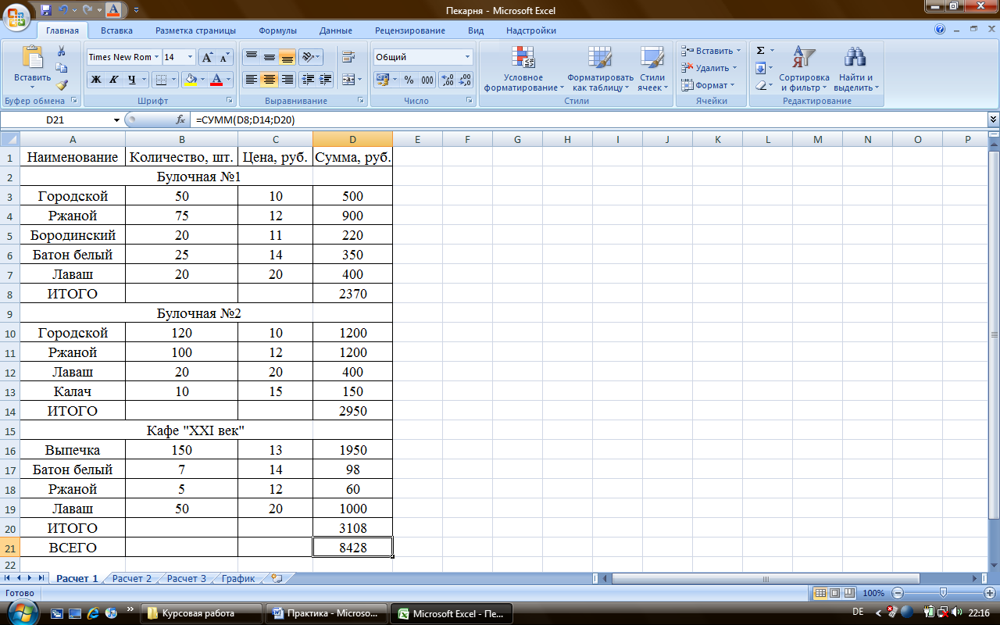 Пекарня - Microsoft Excel
Главная Вставка Разметка страницы Формулы Данные Рецензирование Вид Надстройки
Вставить
Буфер обмена
Times New Rom 14
Ж К Ч
Шрифт
Выравнивание
Общий
% 000
Число
Условное форматирование
Форматировать как таблицу
Стили ячеек
Стили
Вставить
Удалить
Формат
Ячейки
Сортировка и фильтр
Найти и выделить
Редактирование
D21 fx =СУММ(D8;D14;D20)
A B C D E F G H I J K L M N O P
1 Наименование Количество, шт. Цена, руб. Сумма, руб.
2 Булочная №1
3 Городской 50 10 500
4 Ржаной 75 12 900
5 Бородинский 20 11 220
6 Батон белый 25 14 350
7 Лаваш 20 20 400
8 ИТОГО 2370
9 Булочная №2
10 Городской 120 10 1200
11 Ржаной 100 12 1200
12 Лаваш 20 20 400
13 Калач 10 15 150
14 ИТОГО 2950
15 Кафе "XXI век"
16 Выпечка 150 13 1950
17 Батон белый 7 14 98
18 Ржаной 5 12 60
19 Лаваш 50 20 1000
20 ИТОГО 3108
21 ВСЕГО 8428
22
Расчет 1 Расчет 2 Расчет 3 График
Готово 100%
Курсовая работа Практика - Microso... Microsoft Excel - Пе... DE 22:16